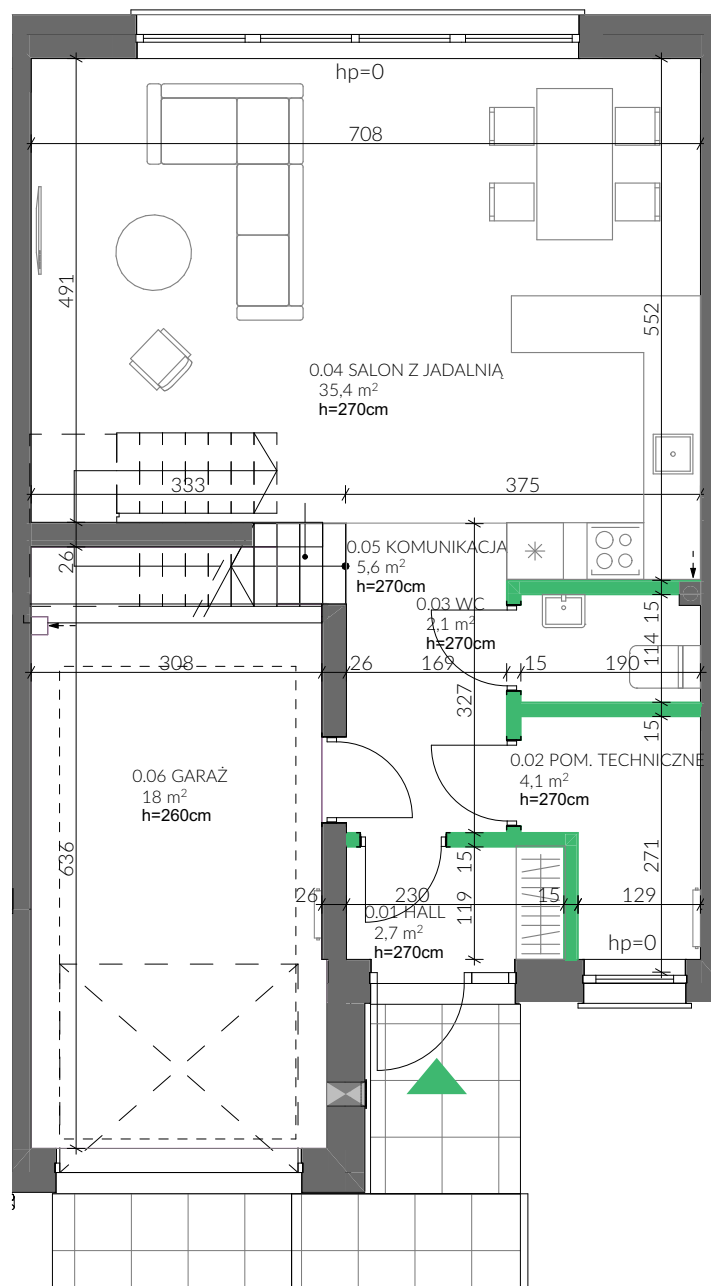 hp=0
708
491
552
0.04 SALON Z JADALNIĄ
35,4 m²
h=270cm
333
375
26
0.05 KOMUNIKACJA
5,6 m²
h=270cm
0.03 WC
2,1 m²
h=270cm
15
114
308
26
169
15
190
327
15
0.06 GARAŻ
18 m²
h=260cm
0.02 POM. TECHNICZNE
4,1 m²
h=270cm
636
15
271
26
230
15
129
119
0.01 HALL
2,7 m²
h=270cm
hp=0